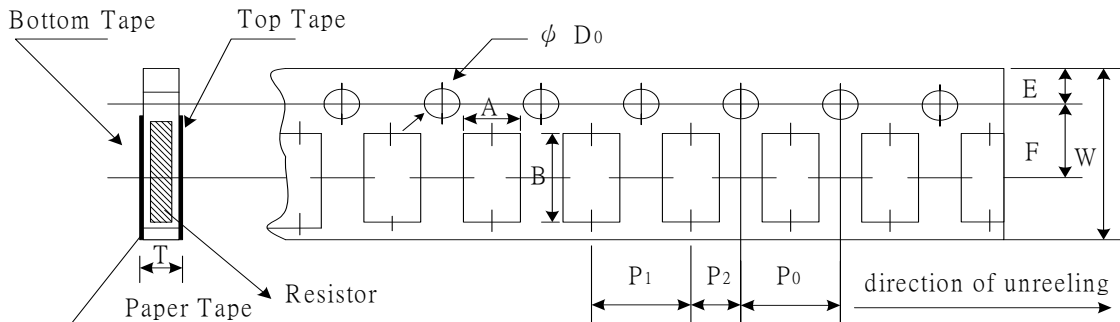 Bottom Tape
Top Tape
ϕ D0
E
A
F
W
B
T
P1
P2
P0
direction of unreeling
Resistor
Paper Tape